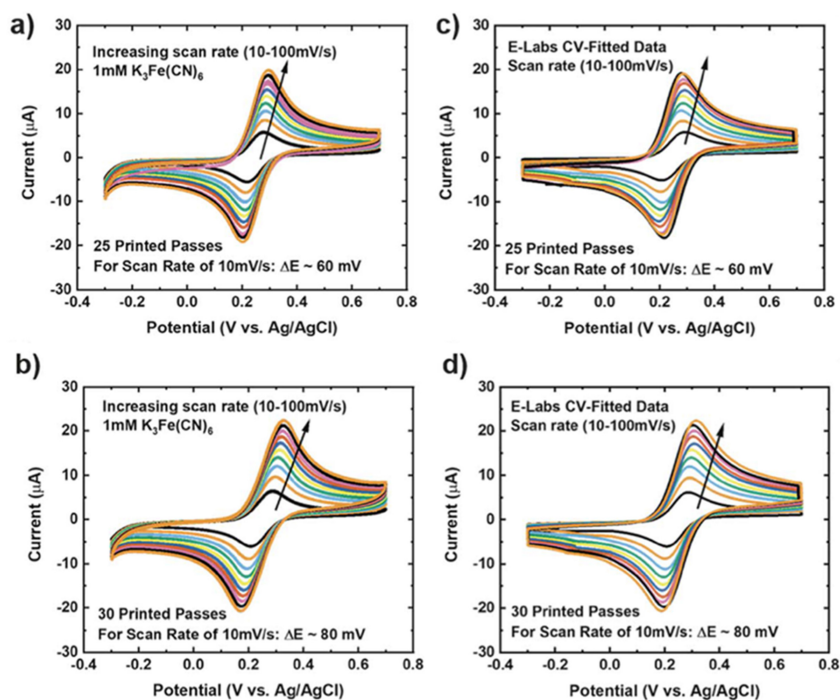 a)
Increasing scan rate (10-100mV/s)
1mM K₃Fe(CN)₆
25 Printed Passes
For Scan Rate of 10mV/s: ΔE ~ 60 mV
Current (μA)
30
20
10
0
-10
-20
-30
-0.4
-0.2
0.0
0.2
0.4
0.6
0.8
Potential (V vs. Ag/AgCl)
c)
E-Labs CV-Fitted Data
Scan rate (10-100mV/s)
25 Printed Passes
For Scan Rate of 10mV/s: ΔE ~ 60 mV
Current (μA)
30
20
10
0
-10
-20
-30
-0.4
-0.2
0.0
0.2
0.4
0.6
0.8
Potential (V vs. Ag/AgCl)
b)
Increasing scan rate (10-100mV/s)
1mM K₃Fe(CN)₆
30 Printed Passes
For Scan Rate of 10mV/s: ΔE ~ 80 mV
Current (μA)
30
20
10
0
-10
-20
-30
-0.4
-0.2
0.0
0.2
0.4
0.6
0.8
Potential (V vs. Ag/AgCl)
d)
E-Labs CV-Fitted Data
Scan rate (10-100mV/s)
30 Printed Passes
For Scan Rate of 10mV/s: ΔE ~ 80 mV
Current (μA)
30
20
10
0
-10
-20
-30
-0.4
-0.2
0.0
0.2
0.4
0.6
0.8
Potential (V vs. Ag/AgCl)